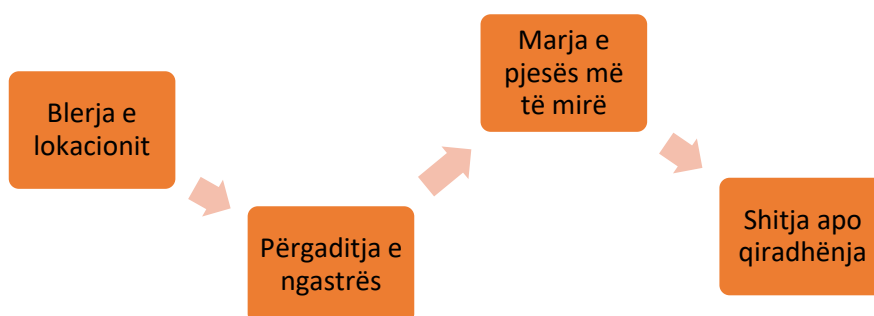 Blerja e
lokacionit
Përgaditja e
ngastrës
Marja e
pjesës më
të mirë
Shitja apo
qiradhënja